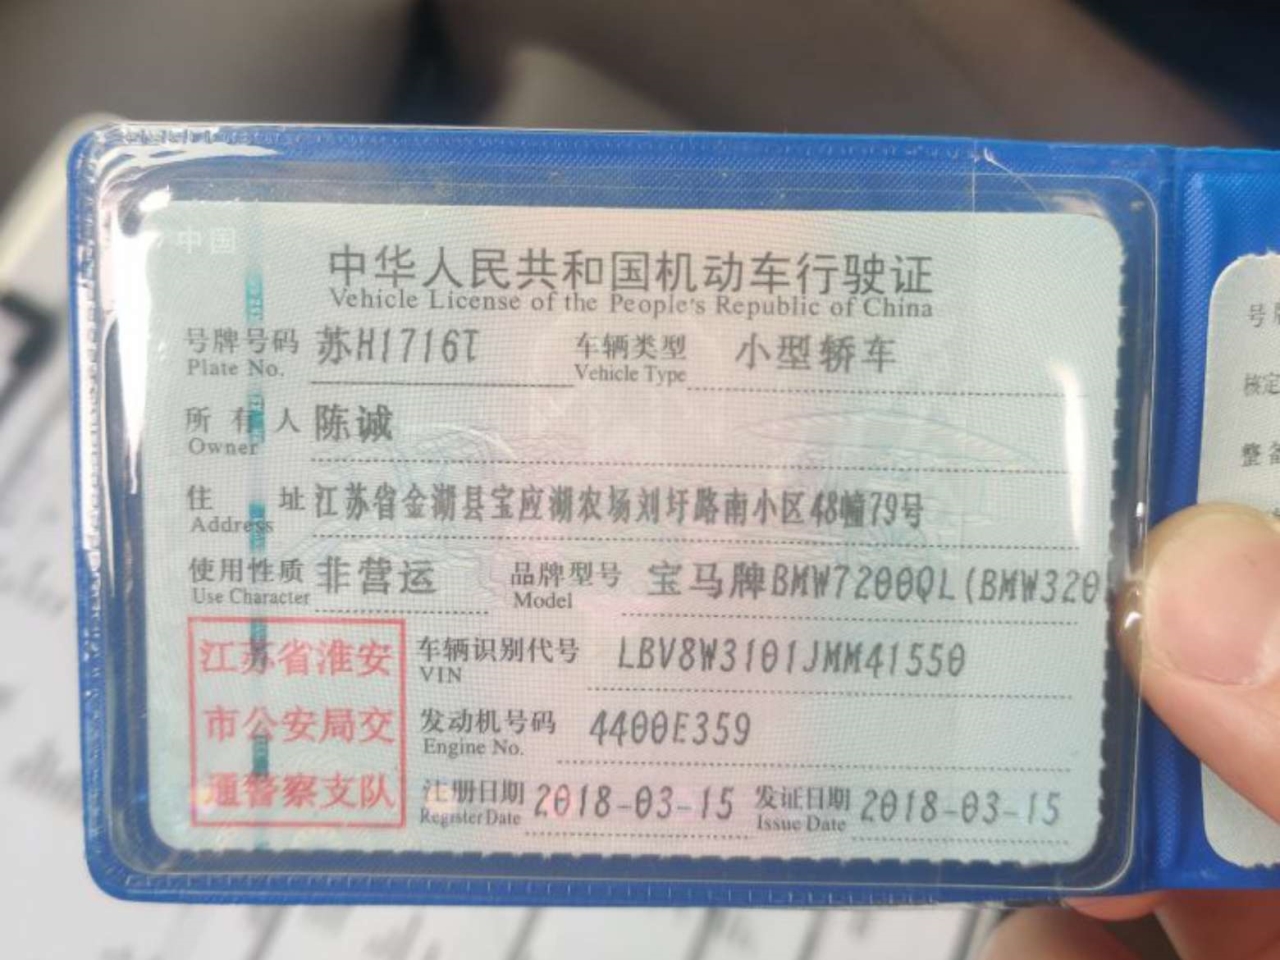 中国
中华人民共和国机动车行驶证
Vehicle License of the People's Republic of China
号牌号码 苏H1716T 车辆类型 小型轿车
Plate No. Vehicle Type
所有人 陈诚
Owner
住址 江苏省金湖县宝应湖农场刘圩路南小区48幢79号
Address
使用性质 非营运 品牌型号 宝马牌BMW7200QL(BMW320
Use Character Model
江苏省淮安 车辆识别代号 LBV8W3101JMM41550
VIN
市公安局交 发动机号码 4400E359
Engine No.
通警察支队 注册日期 2018-03-15 发证日期 2018-03-15
Register Date Issue Date
号
核定
整备